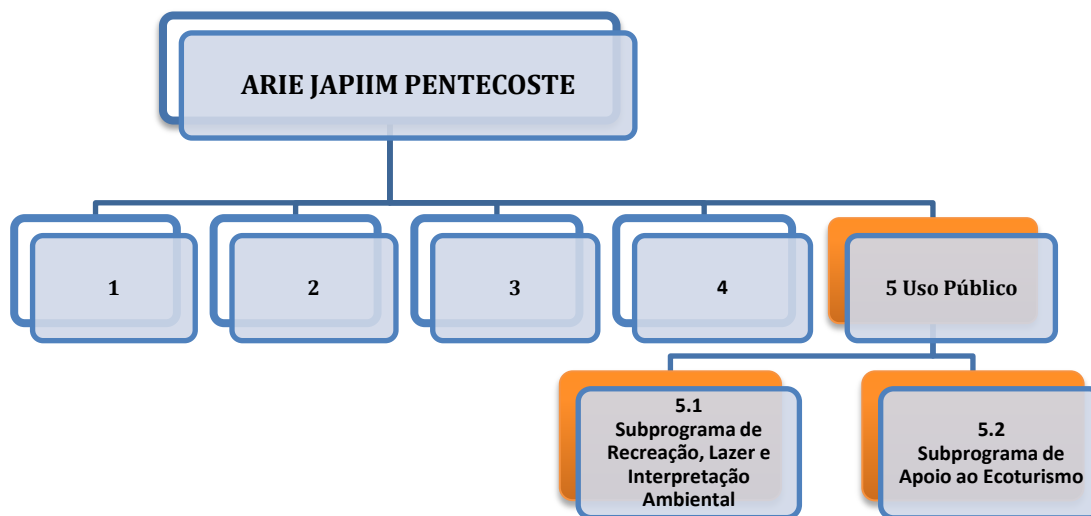 ARIE JAPIIM PENTECOSTE
1
2
3
4
5 Uso Público
5.1
Subprograma de
Recreação, Lazer e
Interpretação
Ambiental
5.2
Subprograma de
Apoio ao Ecoturismo